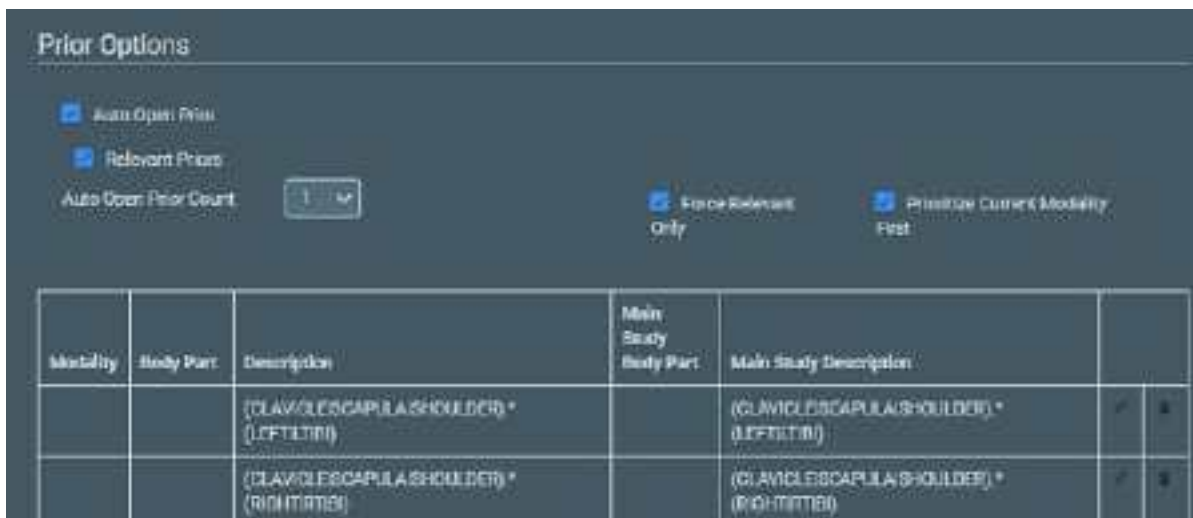 Prior Options
Auto Open Prior
Relevant Priors
Auto Open Prior Count 1
Force Relevant
Only
Prioritize Current Modality
First
Modality Body Part Description Main Study Body Part Main Study Description
(CLAVICLE|SCAPULA|SHOULDER).* (CLAVICLE|SCAPULA|SHOULDER).*
(LEFT|LT|BI) (LEFT|LT|BI)
(CLAVICLE|SCAPULA|SHOULDER).* (CLAVICLE|SCAPULA|SHOULDER).*
(RIGHT|RT|BI) (RIGHT|RT|BI)